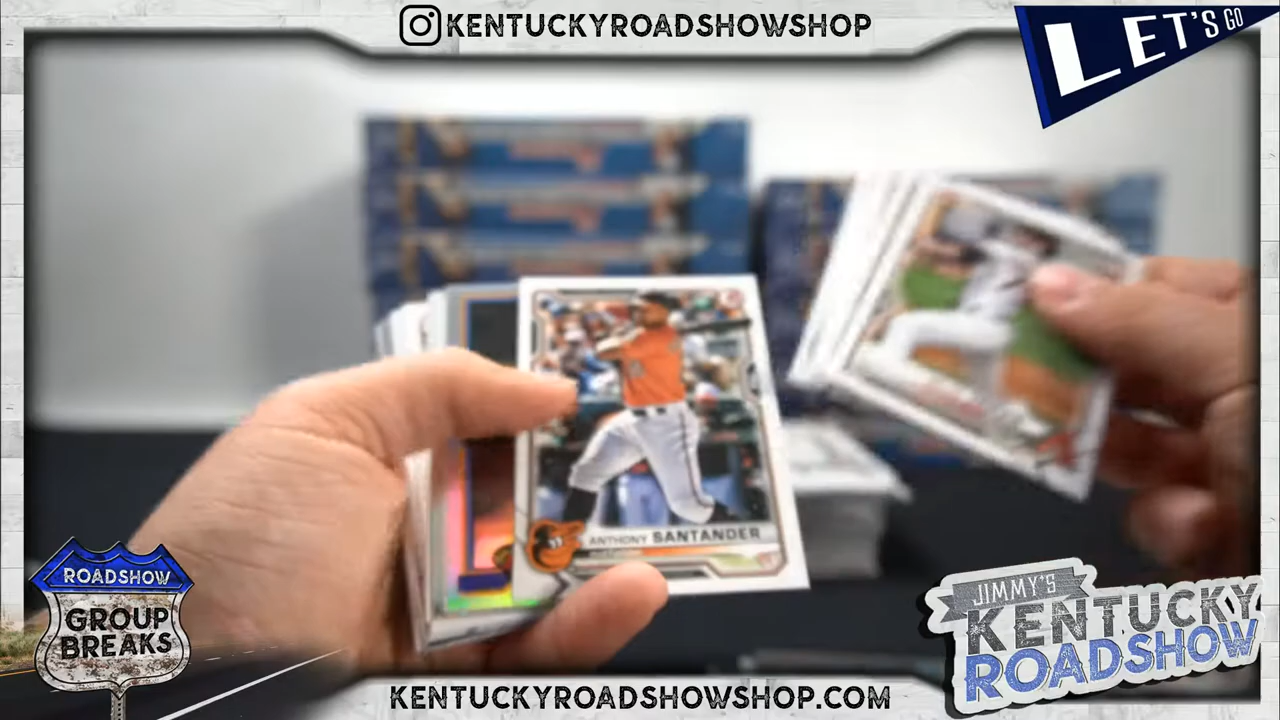 KENTUCKYROADSHOWSHOP
LET'S GO
ANTHONY SANTANDER
ROADSHOW
GROUP
BREAKS
JIMMY'S
KENTUCKY
ROADSHOW
KENTUCKYROADSHOWSHOP.COM